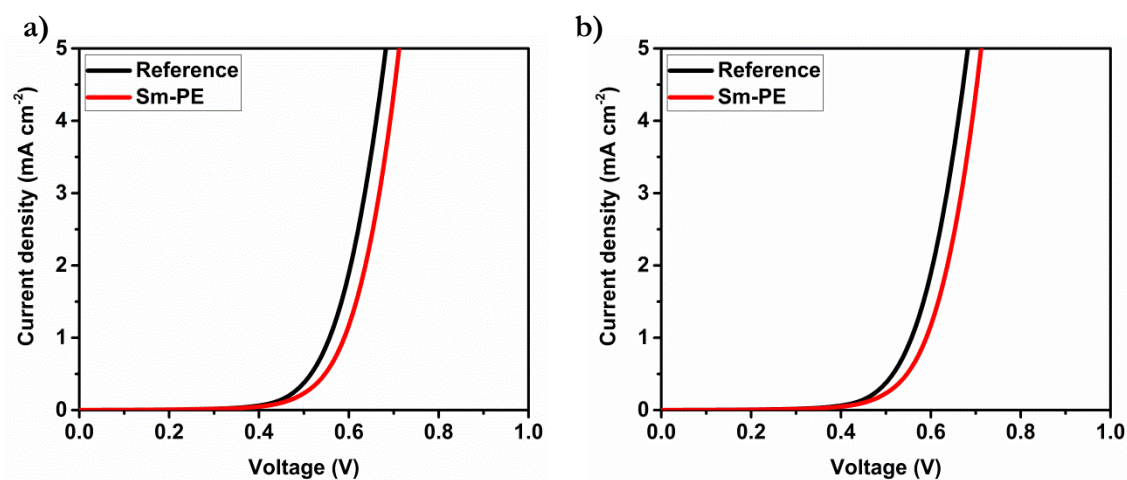 a)
Reference
Sm-PE
Current density (mA cm⁻²)
5
4
3
2
1
0
0.0 0.2 0.4 0.6 0.8 1.0
Voltage (V)
b)
Reference
Sm-PE
Current density (mA cm⁻²)
5
4
3
2
1
0
0.0 0.2 0.4 0.6 0.8 1.0
Voltage (V)